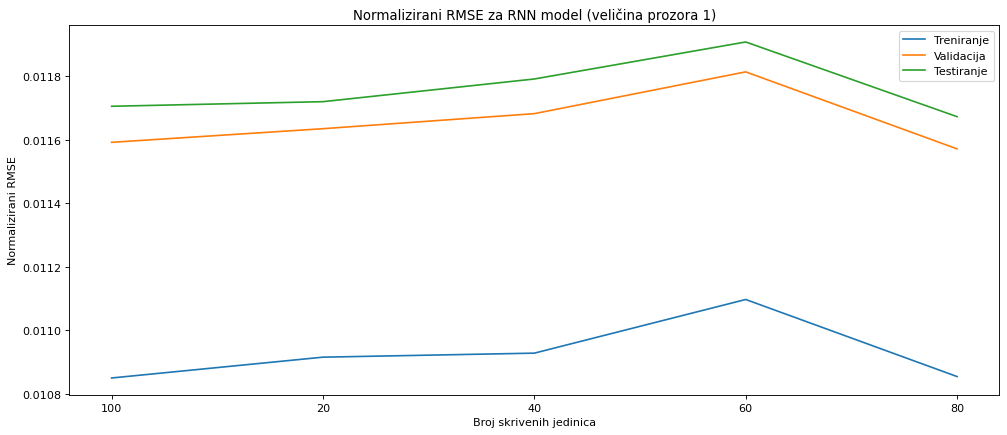 Normalizirani RMSE za RNN model (veličina prozora 1)
Treniranje
Validacija
Testiranje
Normalizirani RMSE
0.0118
0.0116
0.0114
0.0112
0.0110
0.0108
100 20 40 60 80
Broj skrivenih jedinica